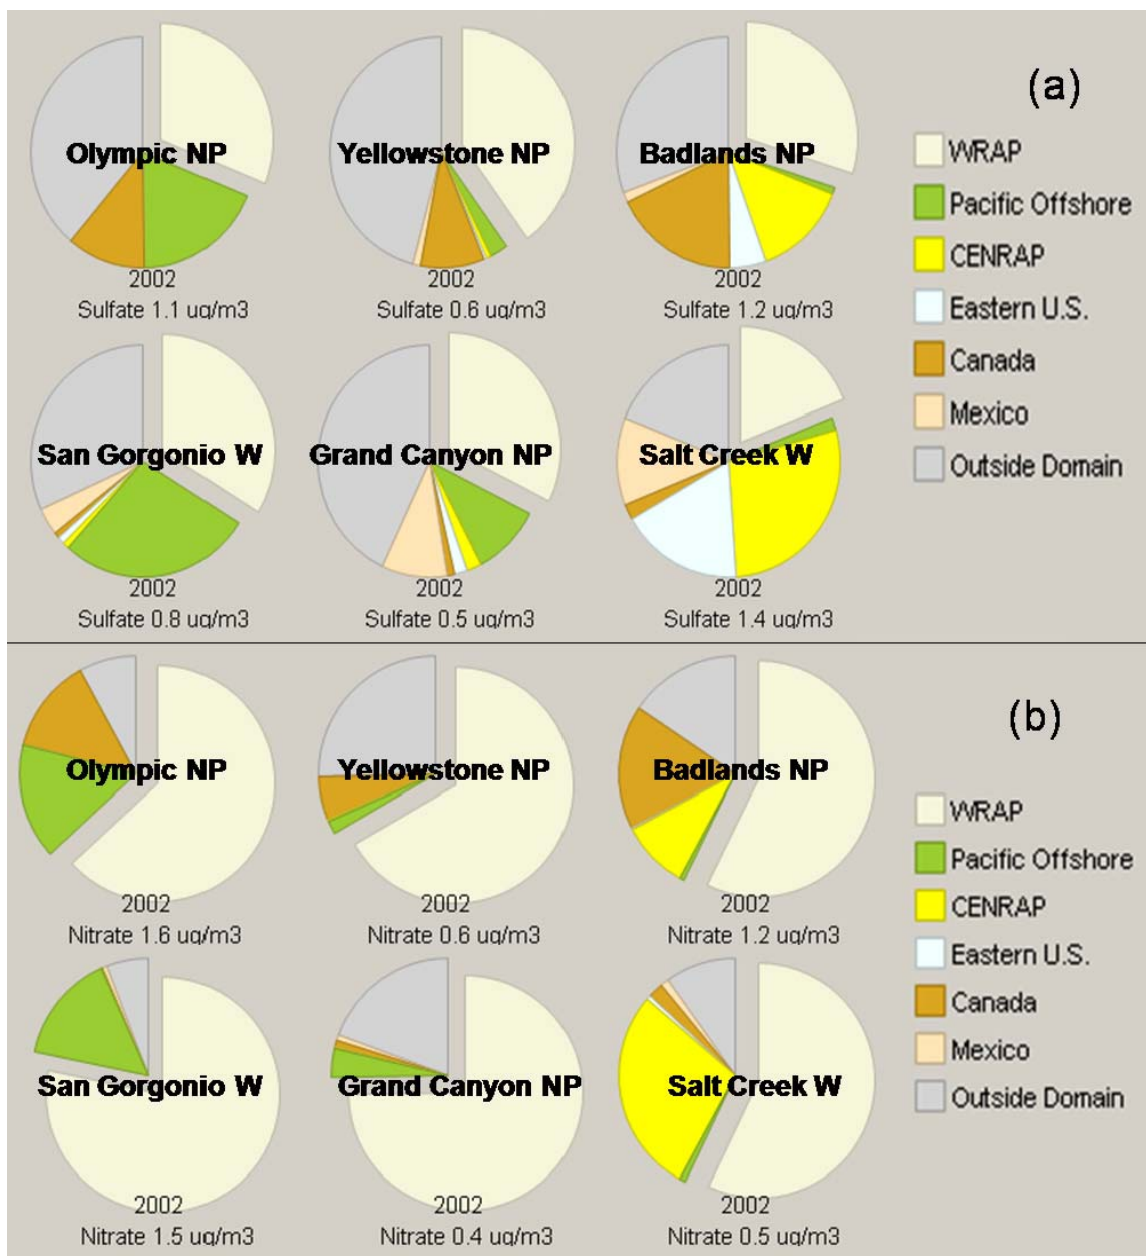 (a)
Olympic NP
Yellowstone NP
Badlands NP
2002
Sulfate 1.1 ug/m3
2002
Sulfate 0.6 ug/m3
2002
Sulfate 1.2 ug/m3
San Gorgonio W
Grand Canyon NP
Salt Creek W
2002
Sulfate 0.8 ug/m3
2002
Sulfate 0.5 ug/m3
2002
Sulfate 1.4 ug/m3
WRAP
Pacific Offshore
CENRAP
Eastern U.S.
Canada
Mexico
Outside Domain
(b)
Olympic NP
Yellowstone NP
Badlands NP
2002
Nitrate 1.6 ug/m3
2002
Nitrate 0.6 ug/m3
2002
Nitrate 1.2 ug/m3
San Gorgonio W
Grand Canyon NP
Salt Creek W
2002
Nitrate 1.5 ug/m3
2002
Nitrate 0.4 ug/m3
2002
Nitrate 0.5 ug/m3
WRAP
Pacific Offshore
CENRAP
Eastern U.S.
Canada
Mexico
Outside Domain